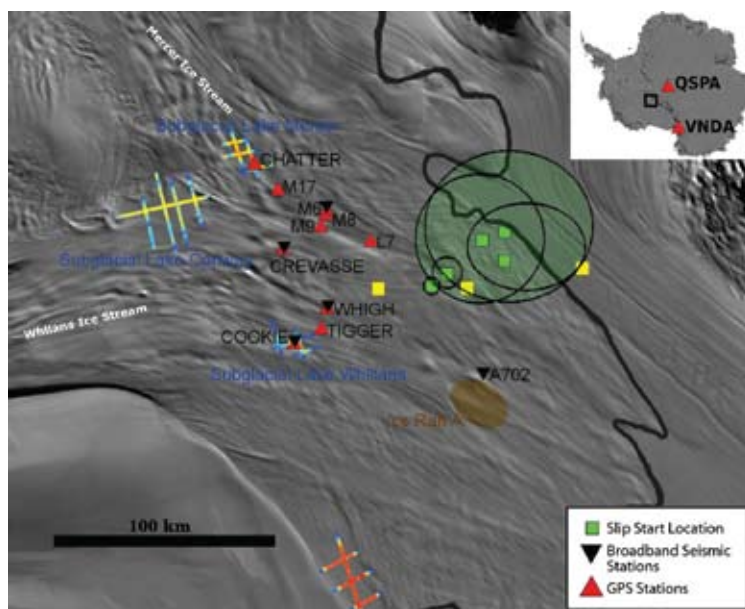 Mercer Ice Stream
QSPA
VNDA
Subglacial Lake
CHATTER
M17
M6
M8
M9
L7
Subglacial Lake Conway
CREVASSE
Whillans Ice Stream
WHIGH
TIGGER
COOKIE
Subglacial Lake Whillans
A702
Ice Raft A
100 km
Slip Start Location
Broadband Seismic
Stations
GPS Stations